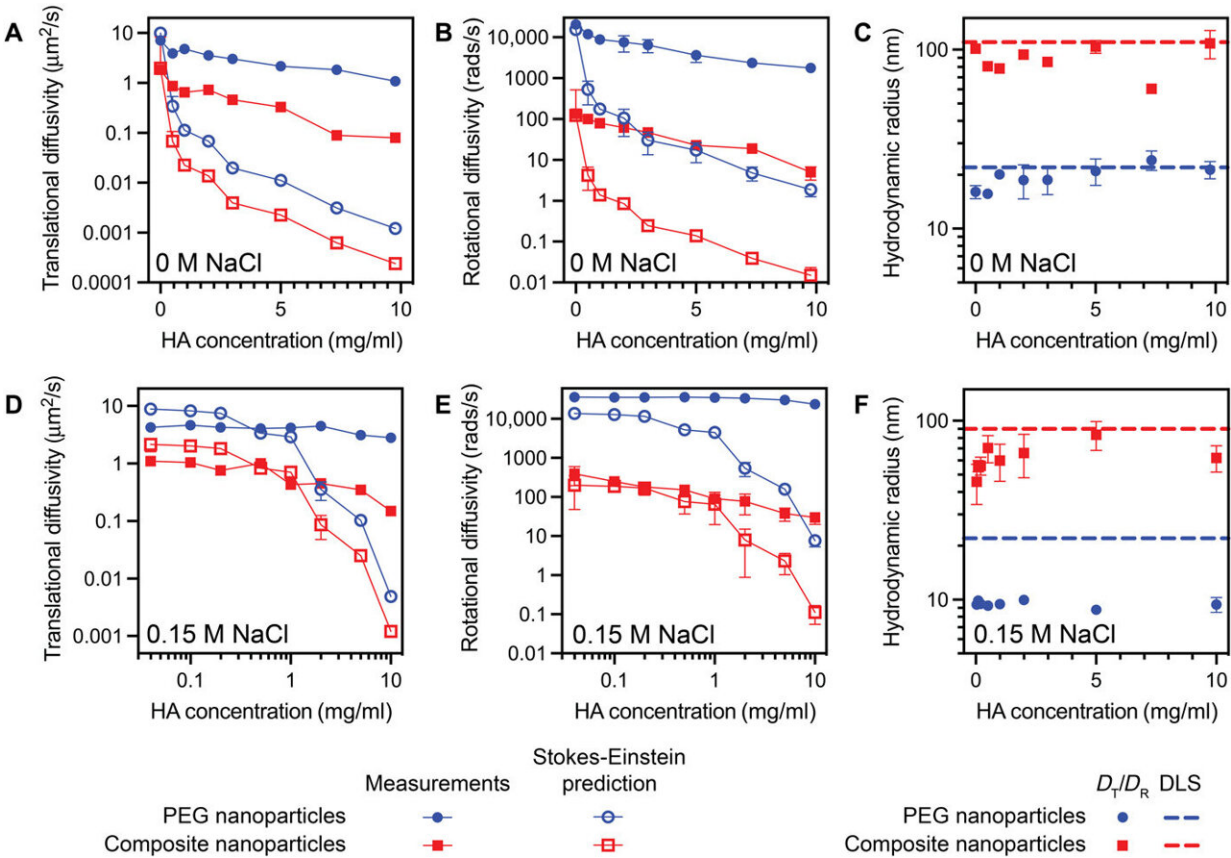 A
Translational diffusivity (μm²/s)
10
1
0.1
0.01
0.001
0.0001
0 M NaCl
0
5
10
HA concentration (mg/ml)
B
Rotational diffusivity (rads/s)
10,000
1000
100
10
1
0.1
0.01
0 M NaCl
0
5
10
HA concentration (mg/ml)
C
Hydrodynamic radius (nm)
100
10
0 M NaCl
0
5
10
HA concentration (mg/ml)
D
Translational diffusivity (μm²/s)
10
1
0.1
0.01
0.001
0.15 M NaCl
0.1
1
10
HA concentration (mg/ml)
E
Rotational diffusivity (rads/s)
10,000
1000
100
10
1
0.1
0.01
0.15 M NaCl
0.1
1
10
HA concentration (mg/ml)
F
Hydrodynamic radius (nm)
100
10
0.15 M NaCl
0
5
10
HA concentration (mg/ml)
Stokes-Einstein
Measurements prediction
PEG nanoparticles
Composite nanoparticles
D_T/D_R DLS
PEG nanoparticles
Composite nanoparticles